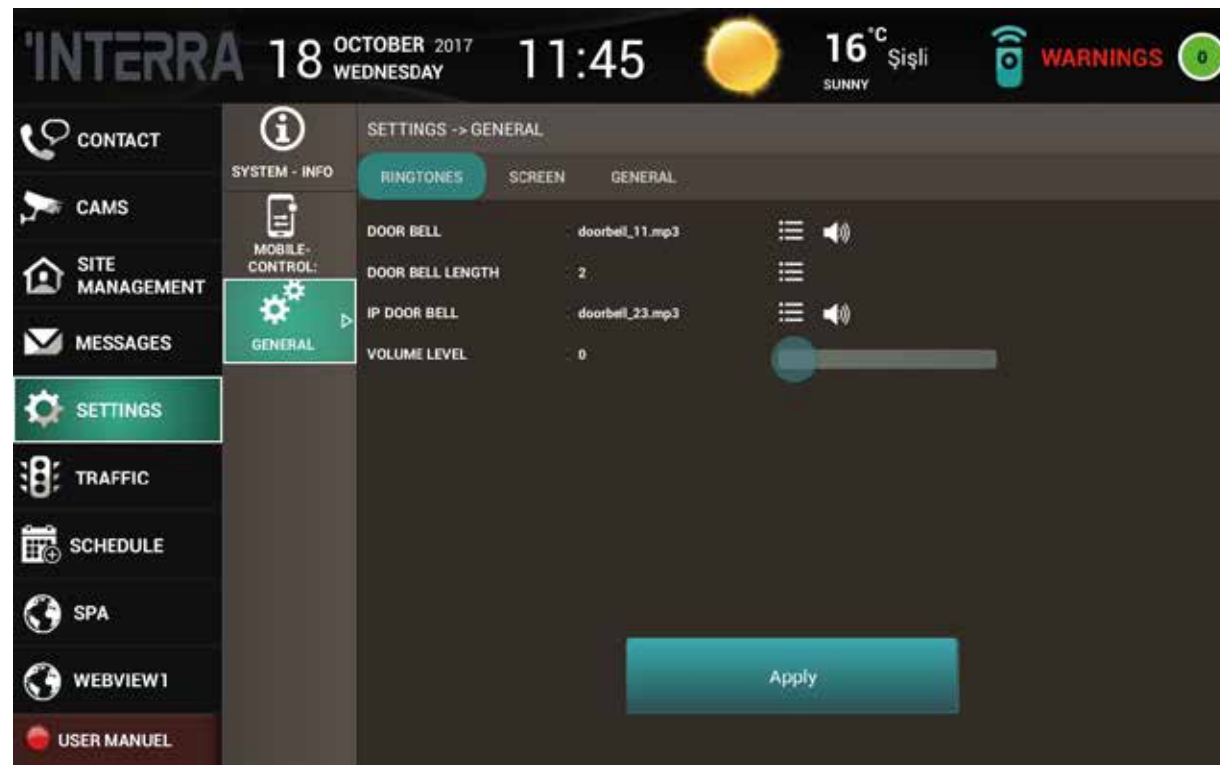 INTERRA
18 OCTOBER 2017
WEDNESDAY
11:45
16°C
Şişli
SUNNY
WARNINGS 0
CONTACT
CAMS
SITE
MANAGEMENT
MESSAGES
SETTINGS
TRAFFIC
SCHEDULE
SPA
WEBVIEW1
USER MANUEL
SYSTEM - INFO
MOBILE-
CONTROL:
GENERAL
SETTINGS -> GENERAL
RINGTONES SCREEN GENERAL
DOOR BELL : doorbell_11.mp3
DOOR BELL LENGTH : 2
IP DOOR BELL : doorbell_23.mp3
VOLUME LEVEL : 0
Apply